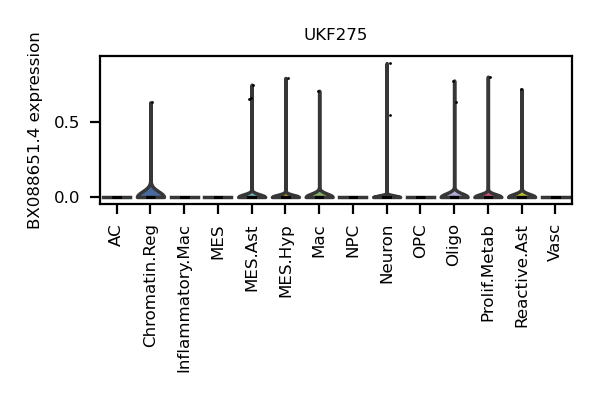 UKF275
BX088651.4 expression
0.5
0.0
AC
Chromatin.Reg
Inflammatory.Mac
MES
MES.Ast
MES.Hyp
Mac
NPC
Neuron
OPC
Oligo
Prolif.Metab
Reactive.Ast
Vasc